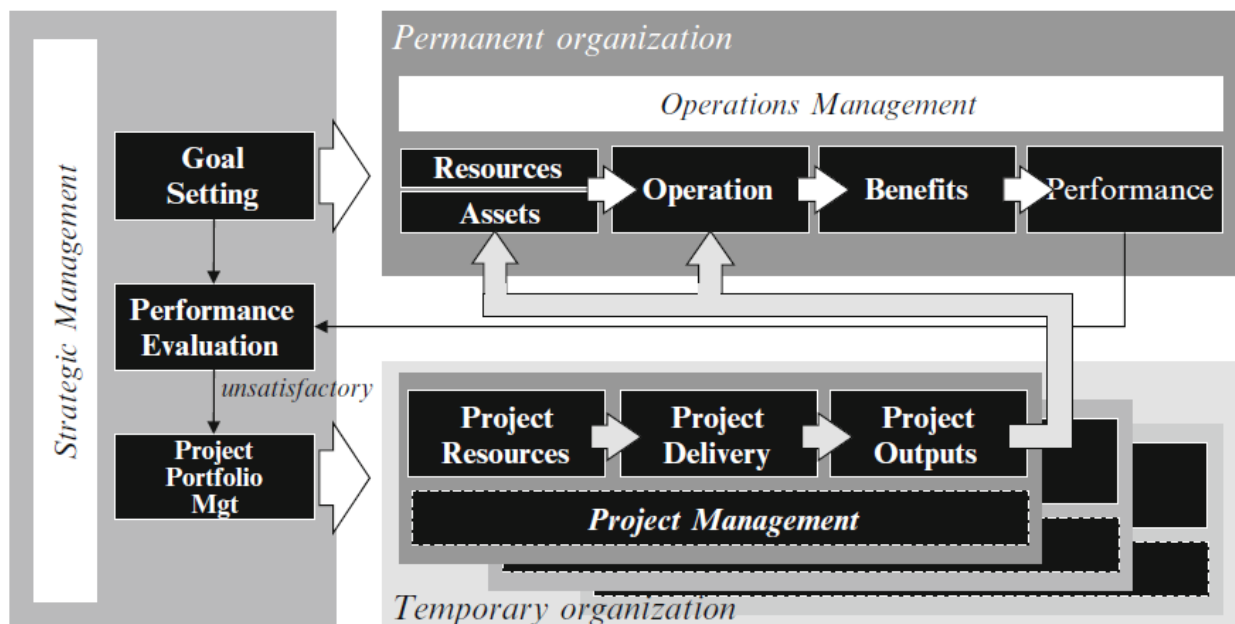 Strategic Management
Goal
Setting
Performance
Evaluation
unsatisfactory
Project
Portfolio
Mgt
Permanent organization
Operations Management
Resources
Assets
Operation
Benefits
Performance
Project
Resources
Project
Delivery
Project
Outputs
Project Management
Temporary organization